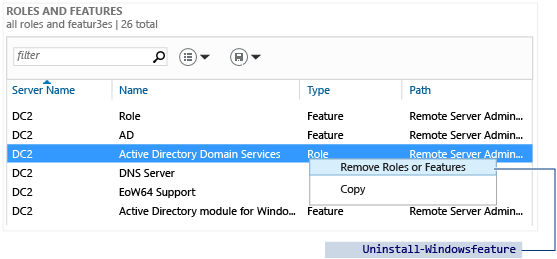 ROLES AND FEATURES
all roles and featur3es | 26 total
filter
Server Name Name Type Path
DC2 Role Feature Remote Server Admin...
DC2 AD Feature Remote Server Admin...
DC2 Active Directory Domain Services Role Remote Server Admin...
DC2 DNS Server
Remove Roles or Features
DC2 EoW64 Support
Copy
DC2 Active Directory module for Windo... Feature Remote Server Admin...
Uninstall-Windowsfeature